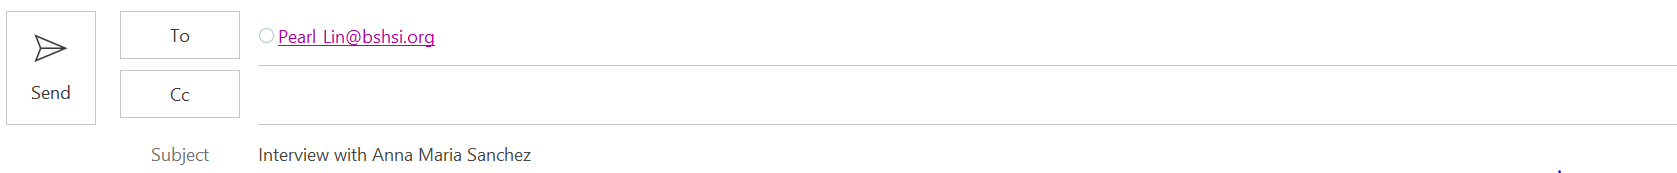 To
Pearl_Lin@bshsi.org
Send
Cc
Subject
Interview with Anna Maria Sanchez